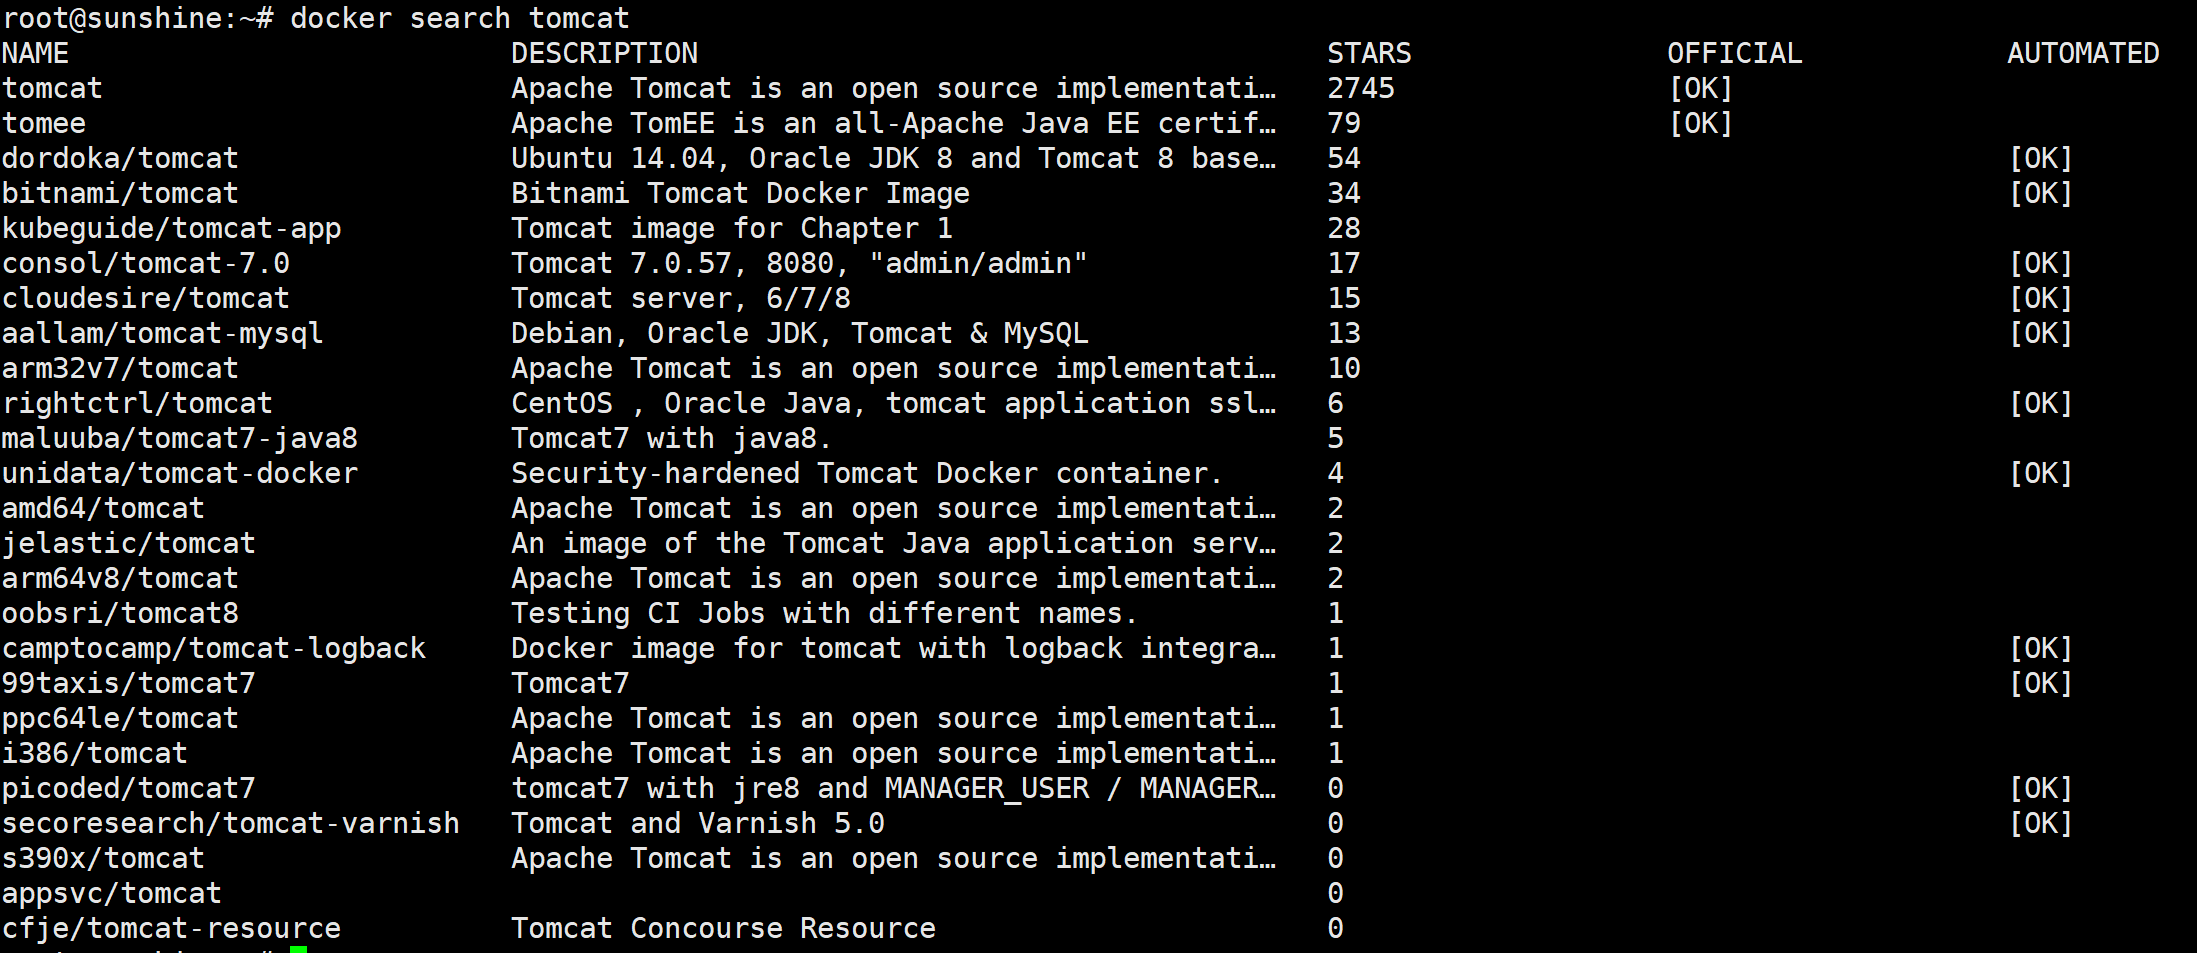 root@sunshine:~# docker search tomcat
NAME DESCRIPTION STARS OFFICIAL AUTOMATED
tomcat Apache Tomcat is an open source implementati… 2745 [OK]
tomee Apache TomEE is an all-Apache Java EE certif… 79 [OK]
dordoka/tomcat Ubuntu 14.04, Oracle JDK 8 and Tomcat 8 base… 54 [OK]
bitnami/tomcat Bitnami Tomcat Docker Image 34 [OK]
kubeguide/tomcat-app Tomcat image for Chapter 1 28
consol/tomcat-7.0 Tomcat 7.0.57, 8080, "admin/admin" 17 [OK]
cloudesire/tomcat Tomcat server, 6/7/8 15 [OK]
aallam/tomcat-mysql Debian, Oracle JDK, Tomcat & MySQL 13 [OK]
arm32v7/tomcat Apache Tomcat is an open source implementati… 10
rightctrl/tomcat CentOS , Oracle Java, tomcat application ssl… 6 [OK]
maluuba/tomcat7-java8 Tomcat7 with java8. 5
unidata/tomcat-docker Security-hardened Tomcat Docker container. 4 [OK]
amd64/tomcat Apache Tomcat is an open source implementati… 2
jelastic/tomcat An image of the Tomcat Java application serv… 2
arm64v8/tomcat Apache Tomcat is an open source implementati… 2
oobsri/tomcat8 Testing CI Jobs with different names. 1
camptocamp/tomcat-logback Docker image for tomcat with logback integra… 1 [OK]
99taxis/tomcat7 Tomcat7 1 [OK]
ppc64le/tomcat Apache Tomcat is an open source implementati… 1
i386/tomcat Apache Tomcat is an open source implementati… 1
picoded/tomcat7 tomcat7 with jre8 and MANAGER_USER / MANAGER… 0 [OK]
secoresearch/tomcat-varnish Tomcat and Varnish 5.0 0 [OK]
s390x/tomcat Apache Tomcat is an open source implementati… 0
appsvc/tomcat 0
cfje/tomcat-resource Tomcat Concourse Resource 0